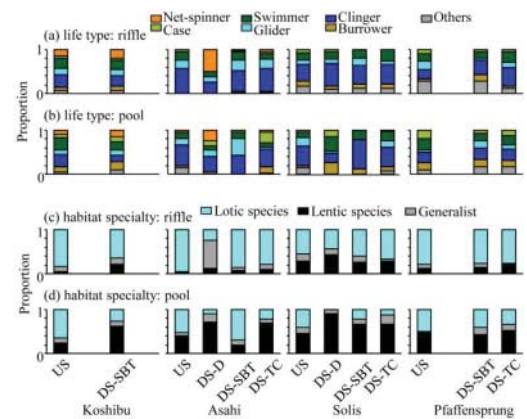 Net-spinner Swimmer Clinger Others
Case Glider Burrower
(a) life type: riffle
1
0
(b) life type: pool
1
0
Proportion
Lotic species Lentic species Generalist
(c) habitat specialty: riffle
1
0
(d) habitat specialty: pool
1
0
Proportion
US DS-SBT US DS-D DS-SBT DS-TC US DS-D DS-SBT DS-TC US DS-SBT DS-TC
Koshibu Asahi Solis Pfaffensprung